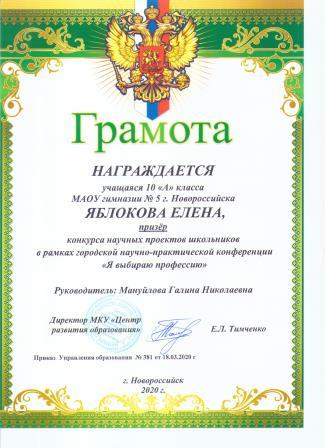 Грамота
НАГРАЖДАЕТСЯ
учащаяся 10 «А» класса
МАОУ гимназии № 5 г. Новороссийска
ЯБЛОКОВА ЕЛЕНА,
призёр
конкурса научных проектов школьников
в рамках городской научно-практической конференции
«Я выбираю профессию»
Руководитель: Мануйлова Галина Николаевна
Директор МКУ «Центр
развития образования»
Е.Л. Тимченко
Приказ Управления образования № 381 от 18.03.2020 г
г. Новороссийск
2020 г.